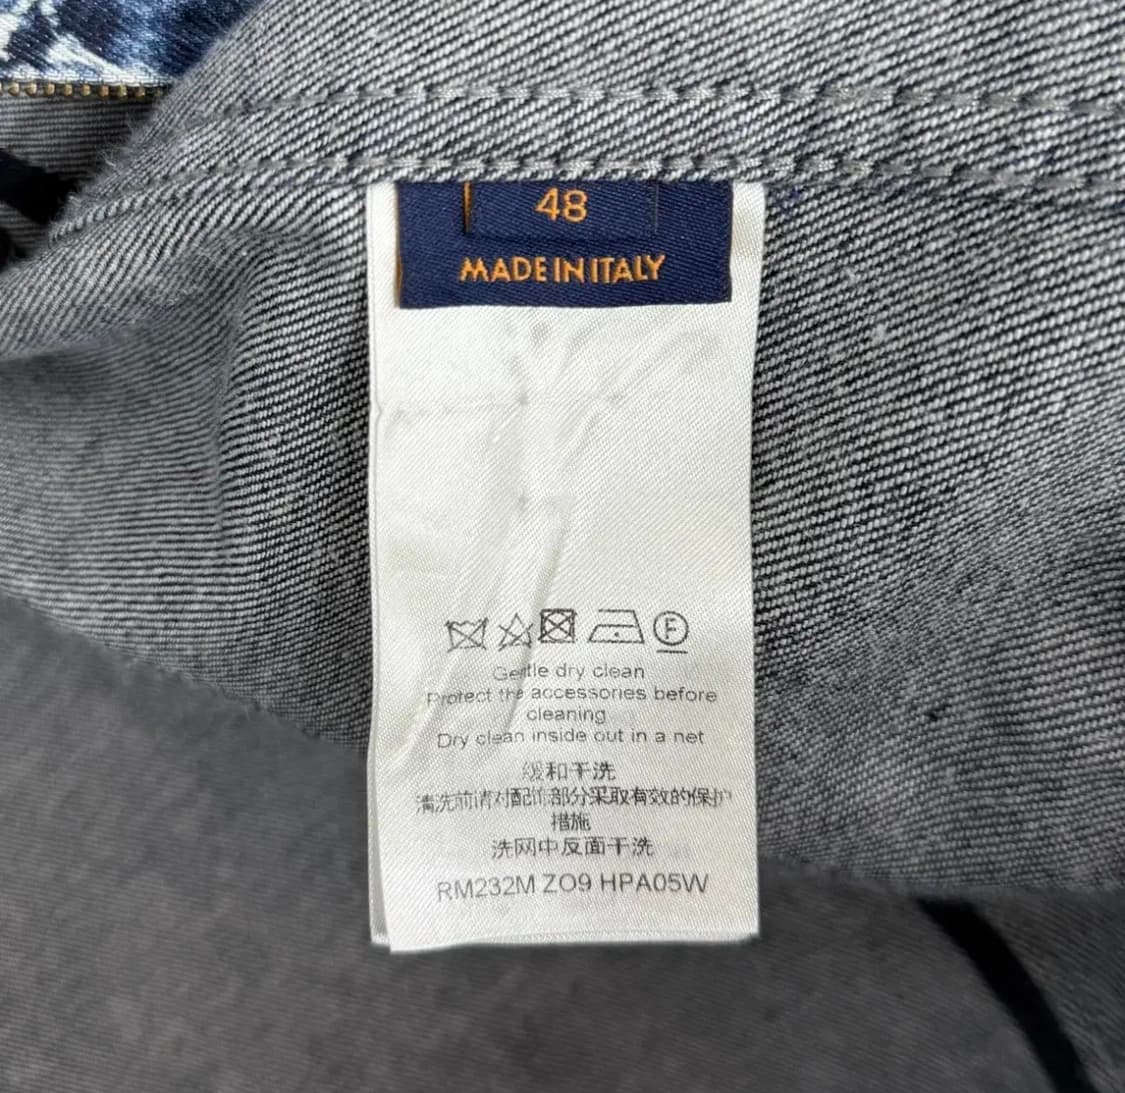 48
MADE IN ITALY
F
Gentle dry clean
Protect the accessories before
cleaning
Dry clean inside out in a net
缓和干洗
清洗前请对配饰部分采取有效的保护
措施
洗网中反面干洗
RM232M ZO9 HPA05W